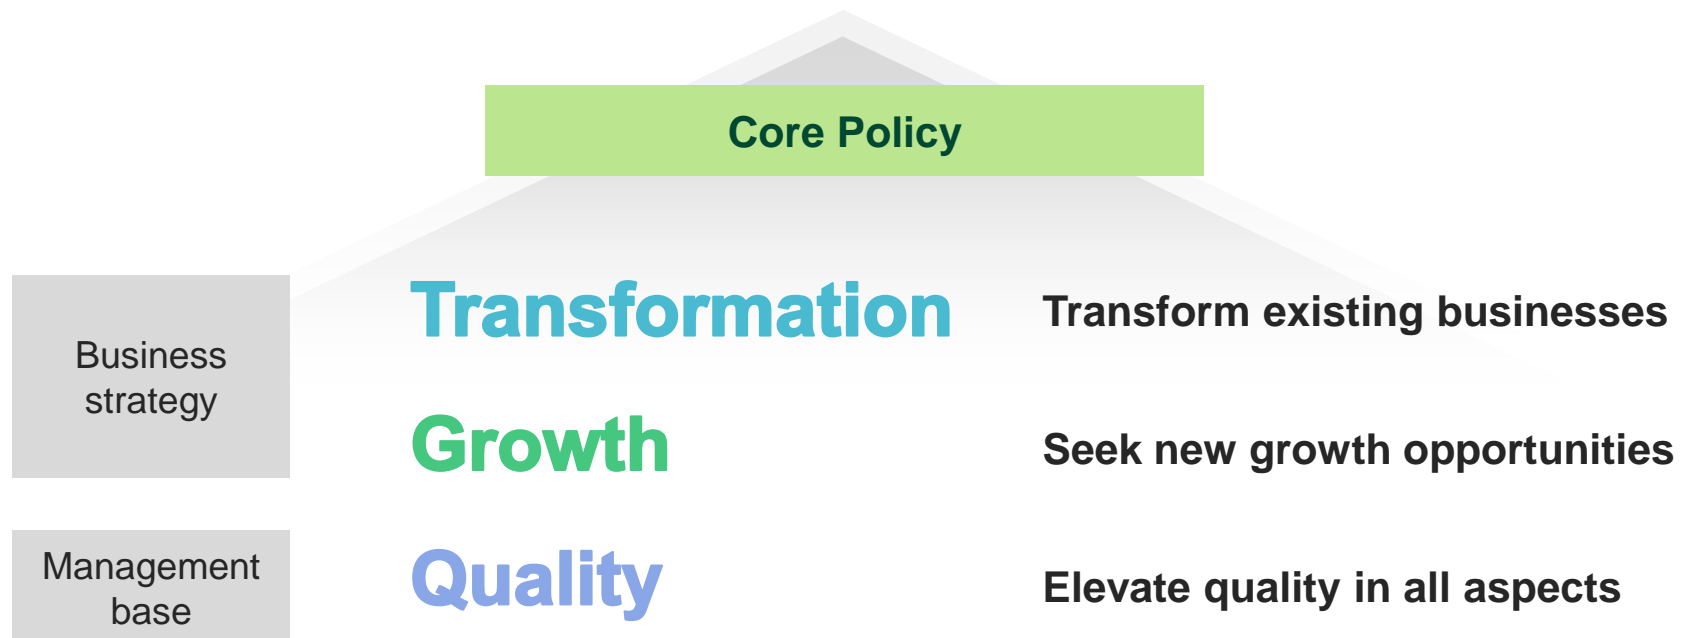 Core Policy
Business
strategy
Transformation
Transform existing businesses
Growth
Seek new growth opportunities
Management
base
Quality
Elevate quality in all aspects